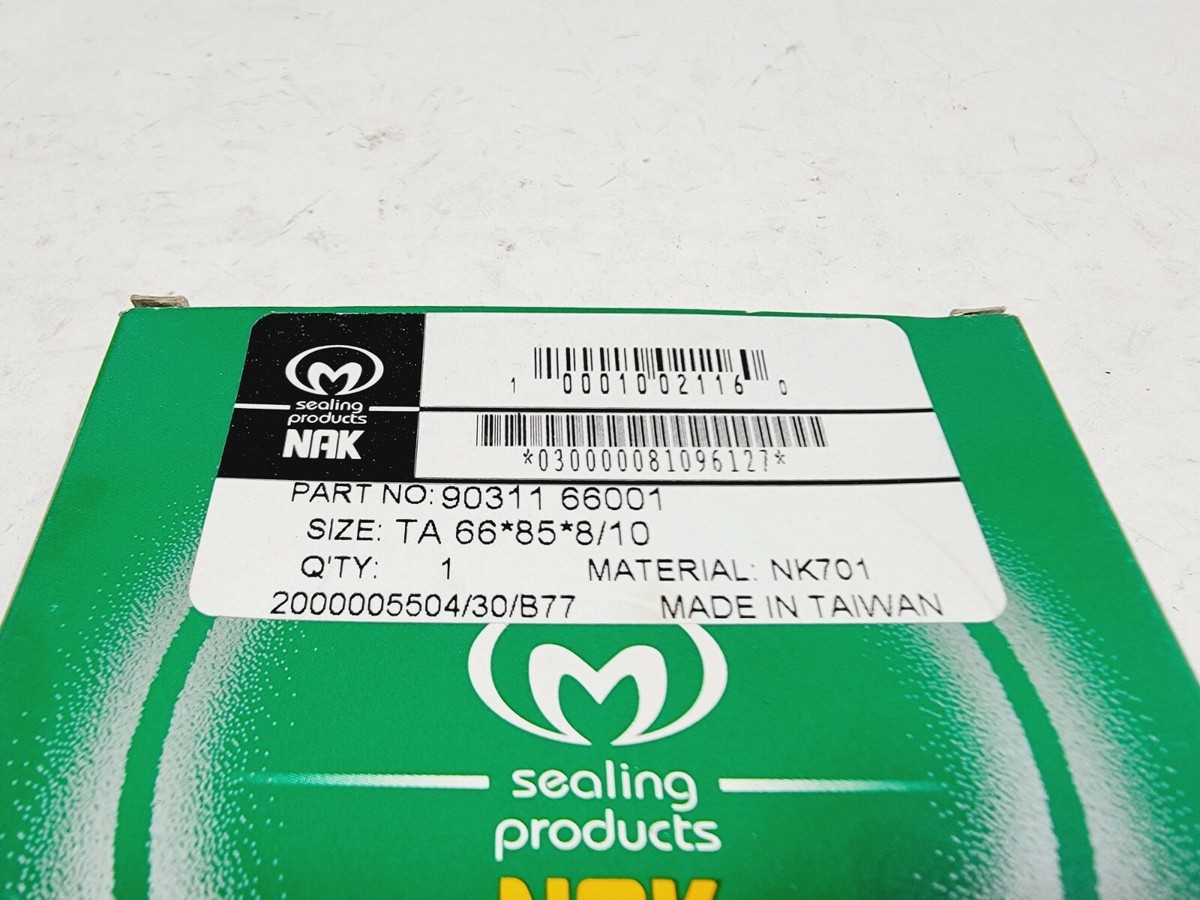 sealing
products
NAK
1 0001002116 0
*030000081096127*
PART NO: 90311 66001
SIZE: TA 66*85*8/10
Q'TY: 1 MATERIAL: NK701
2000005504/30/B77 MADE IN TAIWAN
sealing
products
NAK